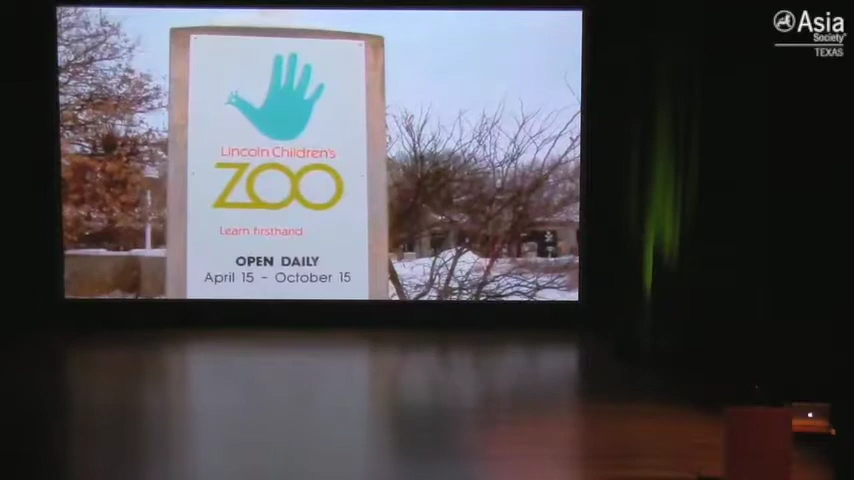 Asia
Society
TEXAS
Lincoln Children's
ZOO
Learn firsthand
OPEN DAILY
April 15 - October 15